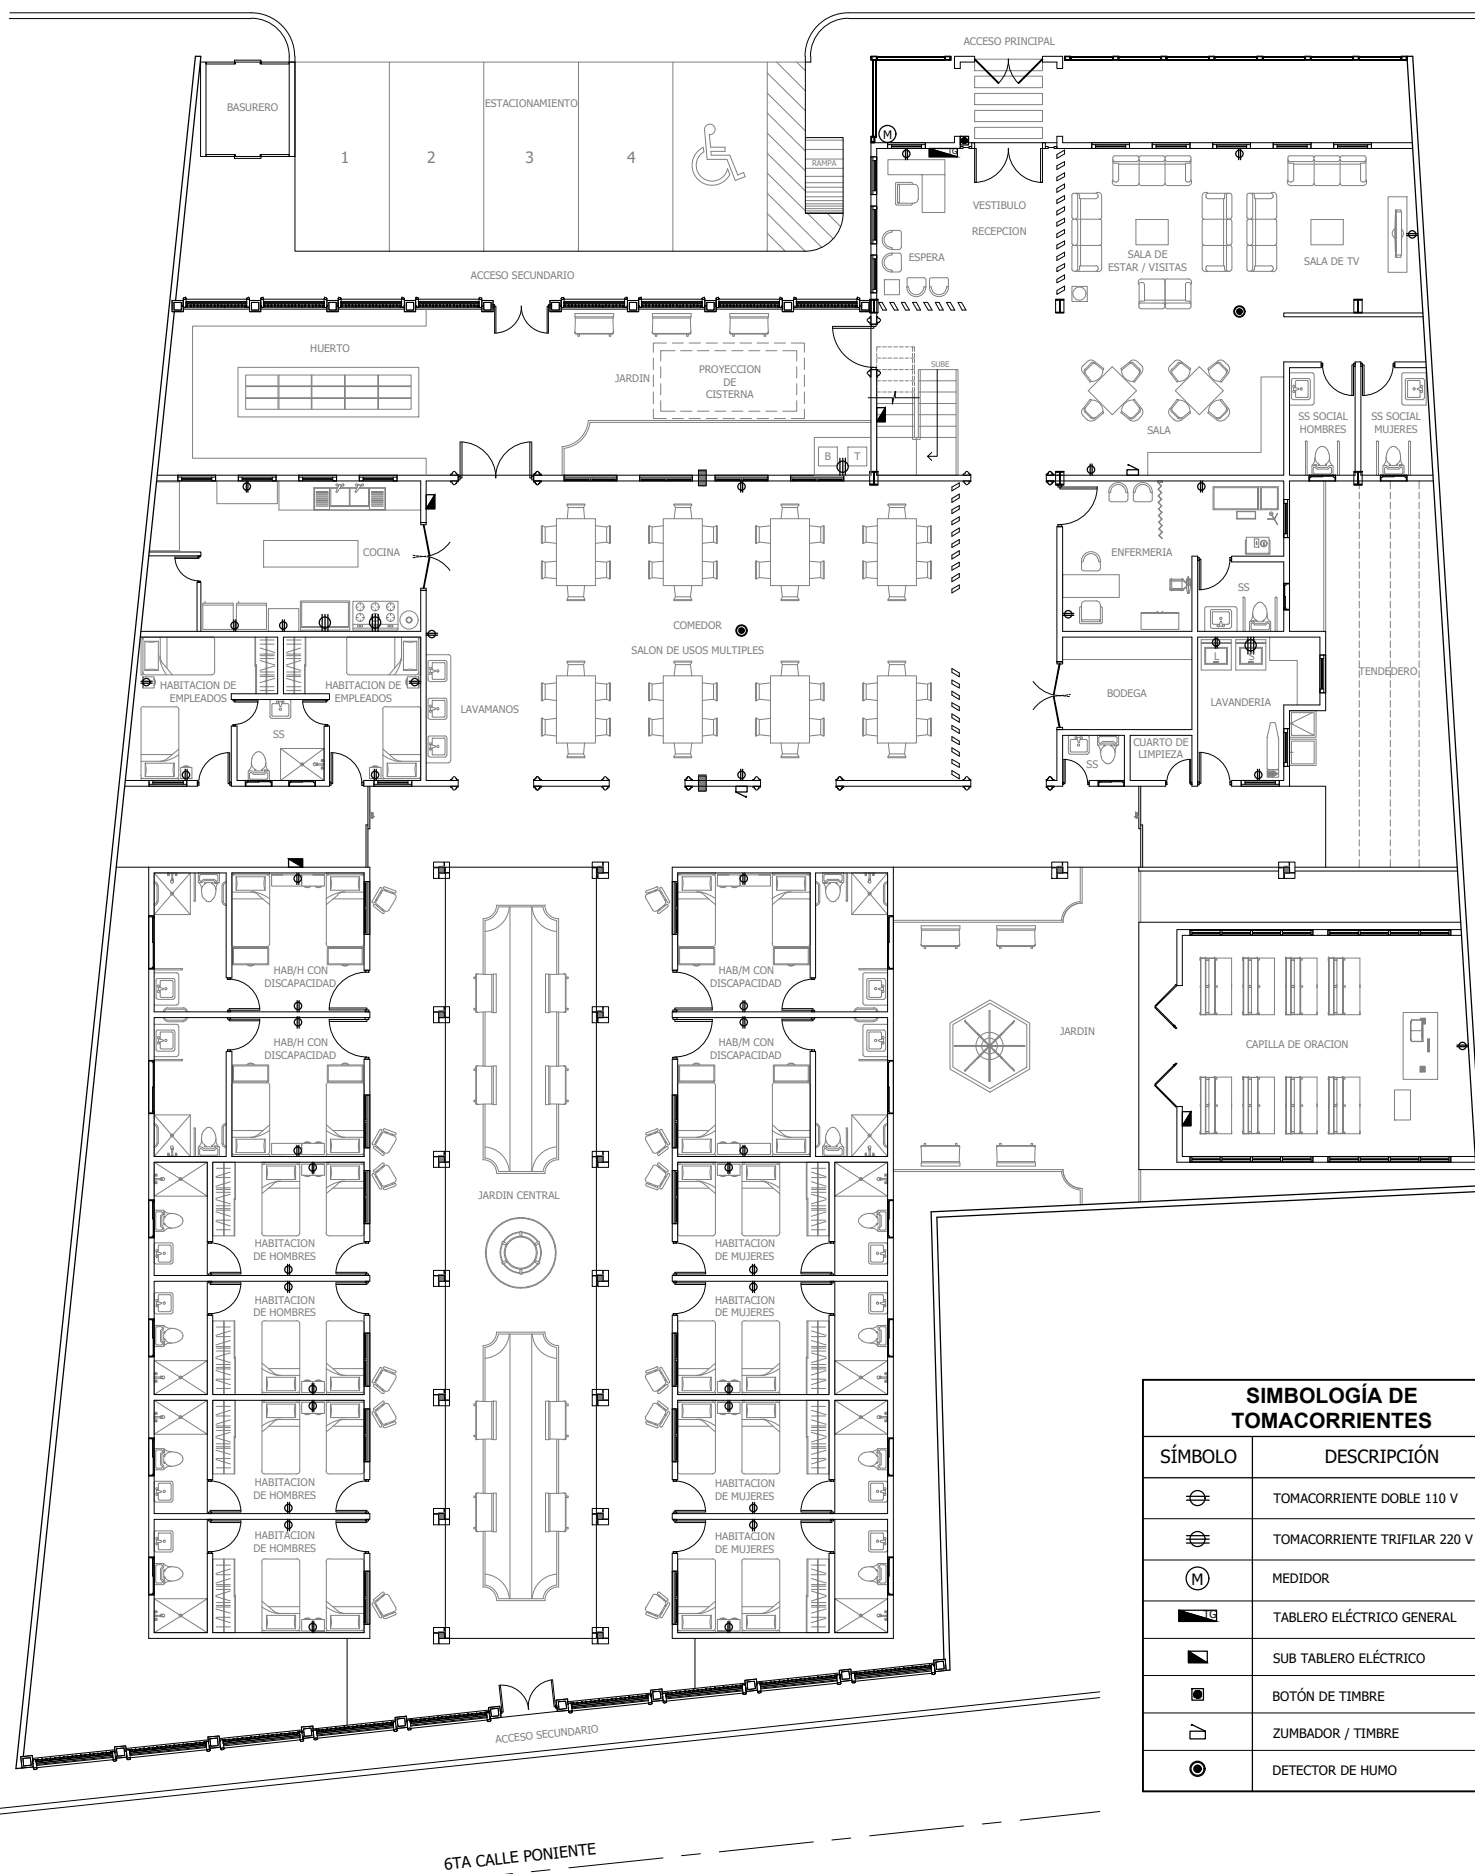 ACCESO PRINCIPAL
BASURERO
ESTACIONAMIENTO
1
2
3
4
RAMPA
M
TG
VESTIBULO
RECEPCION
ESPERA
SALA DE
ESTAR / VISITAS
SALA DE TV
ACCESO SECUNDARIO
HUERTO
JARDIN
PROYECCION
DE
CISTERNA
SUBE
B
T
SALA
SS SOCIAL
HOMBRES
SS SOCIAL
MUJERES
COCINA
ENFERMERIA
SS
COMEDOR
SALON DE USOS MULTIPLES
HABITACION DE
EMPLEADOS
HABITACION DE
EMPLEADOS
SS
LAVAMANOS
BODEGA
L
S
LAVANDERIA
TENDEDERO
SS
CUARTO DE
LIMPIEZA
HAB/H CON
DISCAPACIDAD
HAB/M CON
DISCAPACIDAD
HAB/H CON
DISCAPACIDAD
HAB/M CON
DISCAPACIDAD
JARDIN
CAPILLA DE ORACION
JARDIN CENTRAL
HABITACION
DE HOMBRES
HABITACION
DE MUJERES
HABITACION
DE HOMBRES
HABITACION
DE MUJERES
HABITACION
DE HOMBRES
HABITACION
DE MUJERES
HABITACION
DE HOMBRES
HABITACION
DE MUJERES
ACCESO SECUNDARIO
6TA CALLE PONIENTE
SIMBOLOGÍA DE
TOMACORRIENTES
SÍMBOLO DESCRIPCIÓN
TOMACORRIENTE DOBLE 110 V
TOMACORRIENTE TRIFILAR 220 V
M MEDIDOR
TG TABLERO ELÉCTRICO GENERAL
SUB TABLERO ELÉCTRICO
BOTÓN DE TIMBRE
ZUMBADOR / TIMBRE
DETECTOR DE HUMO